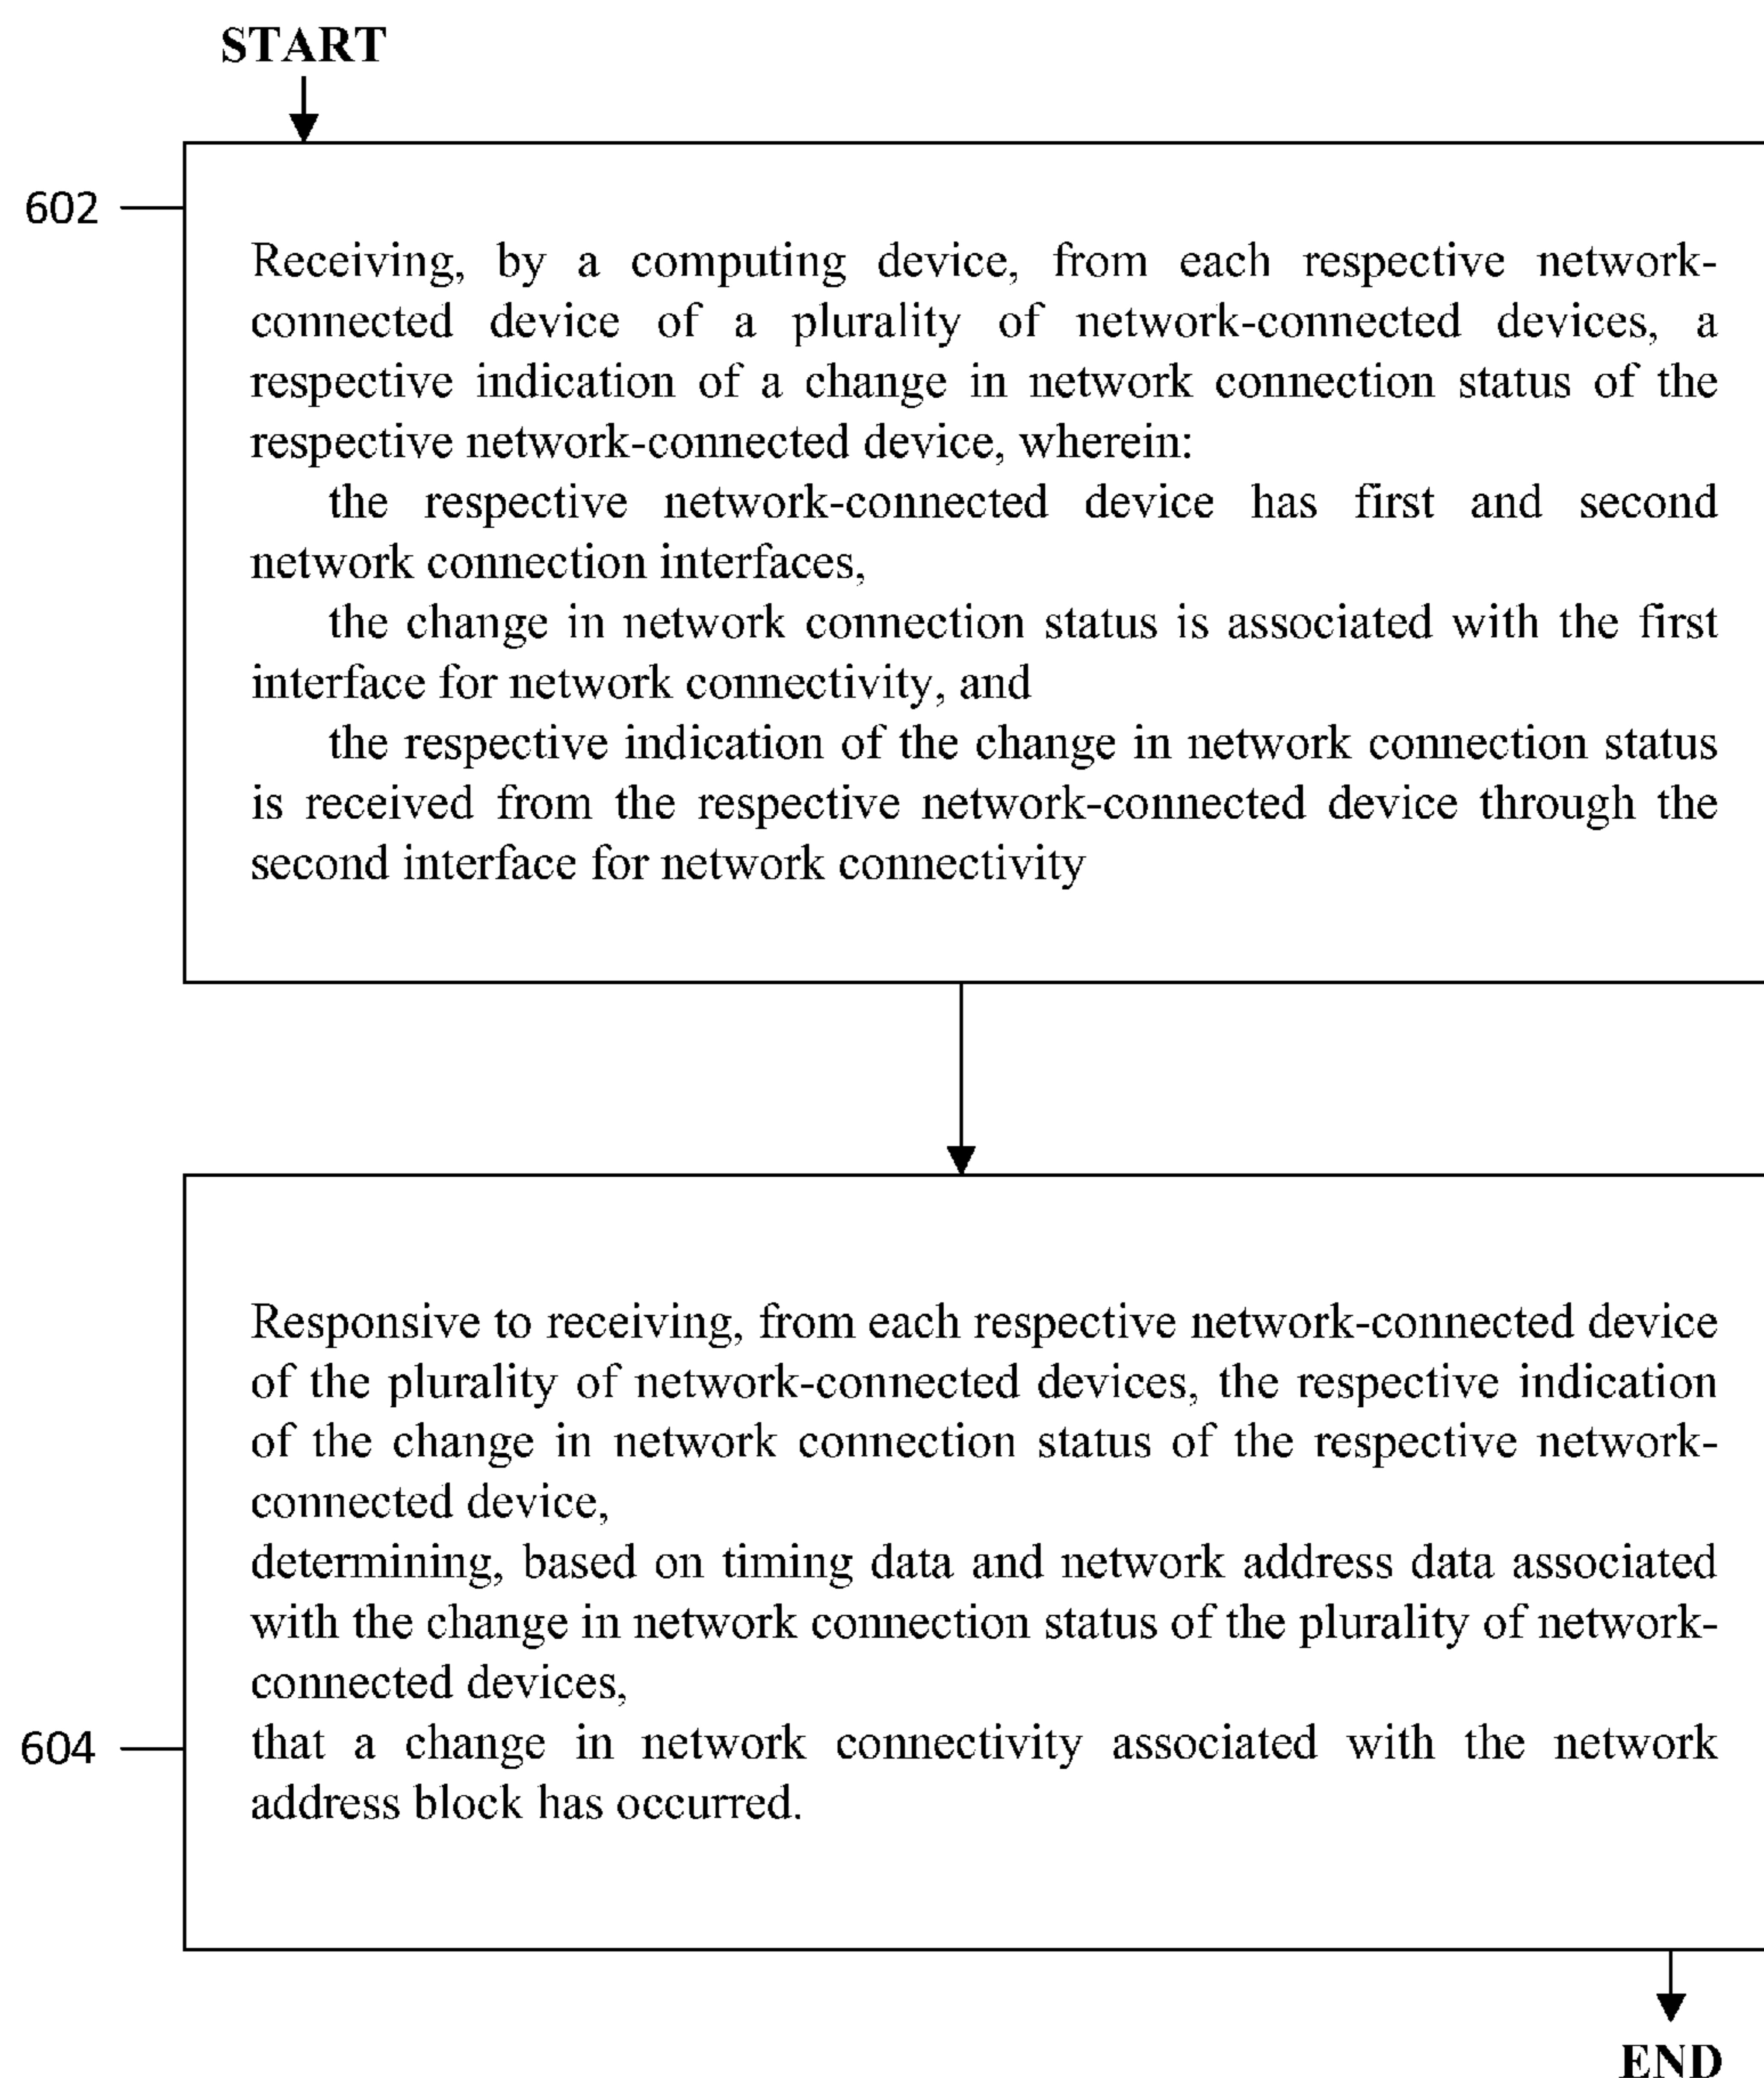 START
602
Receiving, by a computing device, from each respective network-
connected device of a plurality of network-connected devices, a
respective indication of a change in network connection status of the
respective network-connected device, wherein:
the respective network-connected device has first and second
network connection interfaces,
the change in network connection status is associated with the first
interface for network connectivity, and
the respective indication of the change in network connection status
is received from the respective network-connected device through the
second interface for network connectivity
Responsive to receiving, from each respective network-connected device
of the plurality of network-connected devices, the respective indication
of the change in network connection status of the respective network-
connected device,
determining, based on timing data and network address data associated
with the change in network connection status of the plurality of network-
connected devices,
604
that a change in network connectivity associated with the network
address block has occurred.
END